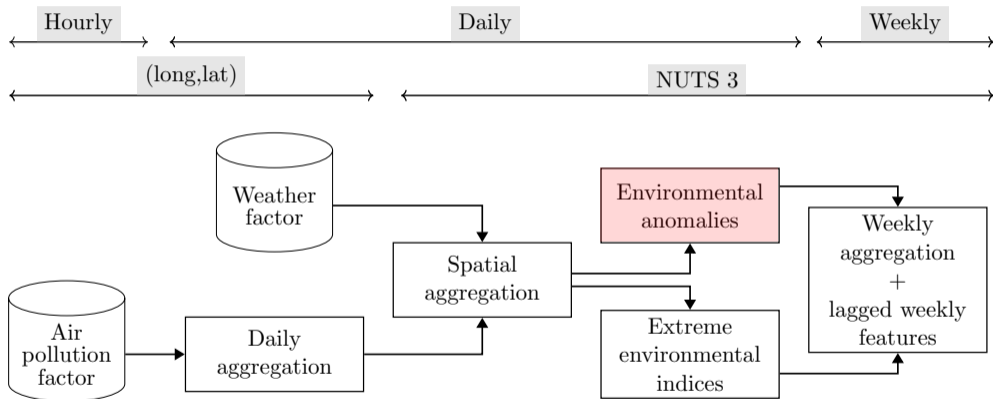 Hourly
Daily
Weekly
(long,lat)
NUTS 3
Weather
factor
Environmental
anomalies
Weekly
aggregation
+
lagged weekly
features
Spatial
aggregation
Air
pollution
factor
Daily
aggregation
Extreme
environmental
indices